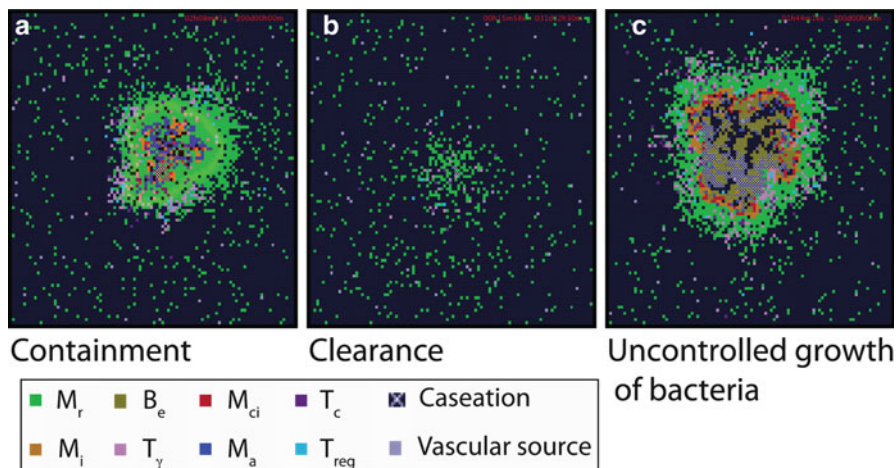 a
b
c
Containment
Clearance
Uncontrolled growth
of bacteria
Mr Be Mci Tc Caseation
Mi Tγ Ma Treg Vascular source